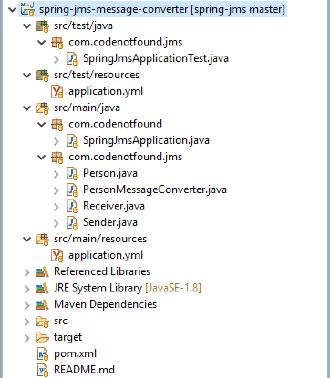 spring-jms-message-converter [spring-jms master]
src/test/java
com.codenotfound.jms
SpringJmsApplicationTest.java
src/test/resources
application.yml
src/main/java
com.codenotfound
SpringJmsApplication.java
com.codenotfound.jms
Person.java
PersonMessageConverter.java
Receiver.java
Sender.java
src/main/resources
application.yml
Referenced Libraries
JRE System Library [JavaSE-1.8]
Maven Dependencies
src
target
pom.xml
README.md